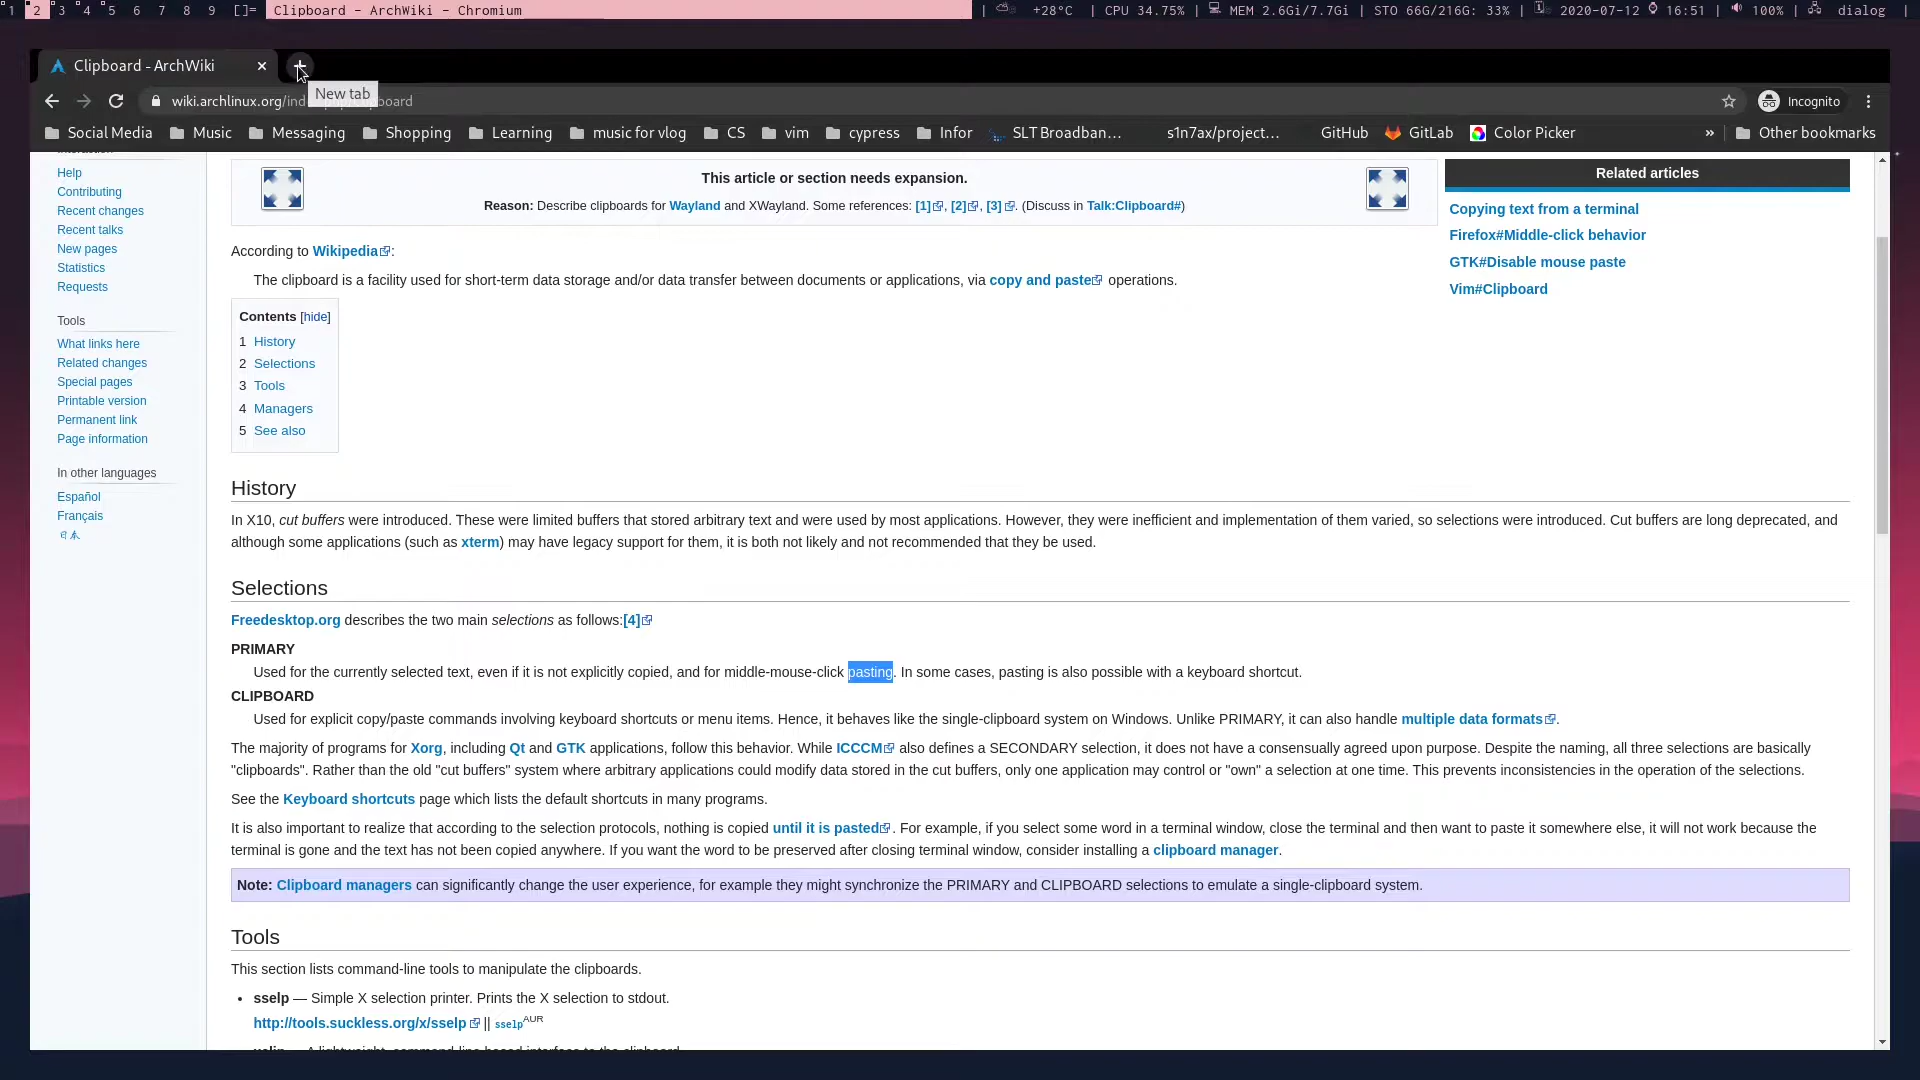 1 2 3 4 5 6 7 8 9 []= Clipboard - ArchWiki - Chromium | +28°C | CPU 34.75% | MEM 2.6Gi/7.7Gi | STO 66G/216G: 33% | 2020-07-12 16:51 | 100% | dialog |
Clipboard - ArchWiki
New tab
wiki.archlinux.org/ind board
Incognito
Social Media Music Messaging Shopping Learning music for vlog CS vim cypress Infor SLT Broadban... s1n7ax/project... GitHub GitLab Color Picker » Other bookmarks
Help
Contributing
Recent changes
Recent talks
New pages
Statistics
Requests
Tools
What links here
Related changes
Special pages
Printable version
Permanent link
Page information
In other languages
Español
Français
日本
This article or section needs expansion.
Reason: Describe clipboards for Wayland and XWayland. Some references: [1], [2], [3]. (Discuss in Talk:Clipboard#)
Related articles
Copying text from a terminal
Firefox#Middle-click behavior
GTK#Disable mouse paste
Vim#Clipboard
According to Wikipedia:
The clipboard is a facility used for short-term data storage and/or data transfer between documents or applications, via copy and paste operations.
Contents [hide]
1 History
2 Selections
3 Tools
4 Managers
5 See also
History
In X10, cut buffers were introduced. These were limited buffers that stored arbitrary text and were used by most applications. However, they were inefficient and implementation of them varied, so selections were introduced. Cut buffers are long deprecated, and
although some applications (such as xterm) may have legacy support for them, it is both not likely and not recommended that they be used.
Selections
Freedesktop.org describes the two main selections as follows:[4]
PRIMARY
Used for the currently selected text, even if it is not explicitly copied, and for middle-mouse-click pasting. In some cases, pasting is also possible with a keyboard shortcut.
CLIPBOARD
Used for explicit copy/paste commands involving keyboard shortcuts or menu items. Hence, it behaves like the single-clipboard system on Windows. Unlike PRIMARY, it can also handle multiple data formats.
The majority of programs for Xorg, including Qt and GTK applications, follow this behavior. While ICCCM also defines a SECONDARY selection, it does not have a consensually agreed upon purpose. Despite the naming, all three selections are basically
"clipboards". Rather than the old "cut buffers" system where arbitrary applications could modify data stored in the cut buffers, only one application may control or "own" a selection at one time. This prevents inconsistencies in the operation of the selections.
See the Keyboard shortcuts page which lists the default shortcuts in many programs.
It is also important to realize that according to the selection protocols, nothing is copied until it is pasted. For example, if you select some word in a terminal window, close the terminal and then want to paste it somewhere else, it will not work because the
terminal is gone and the text has not been copied anywhere. If you want the word to be preserved after closing terminal window, consider installing a clipboard manager.
Note: Clipboard managers can significantly change the user experience, for example they might synchronize the PRIMARY and CLIPBOARD selections to emulate a single-clipboard system.
Tools
This section lists command-line tools to manipulate the clipboards.
• sselp — Simple X selection printer. Prints the X selection to stdout.
http://tools.suckless.org/x/sselp || sselpAUR